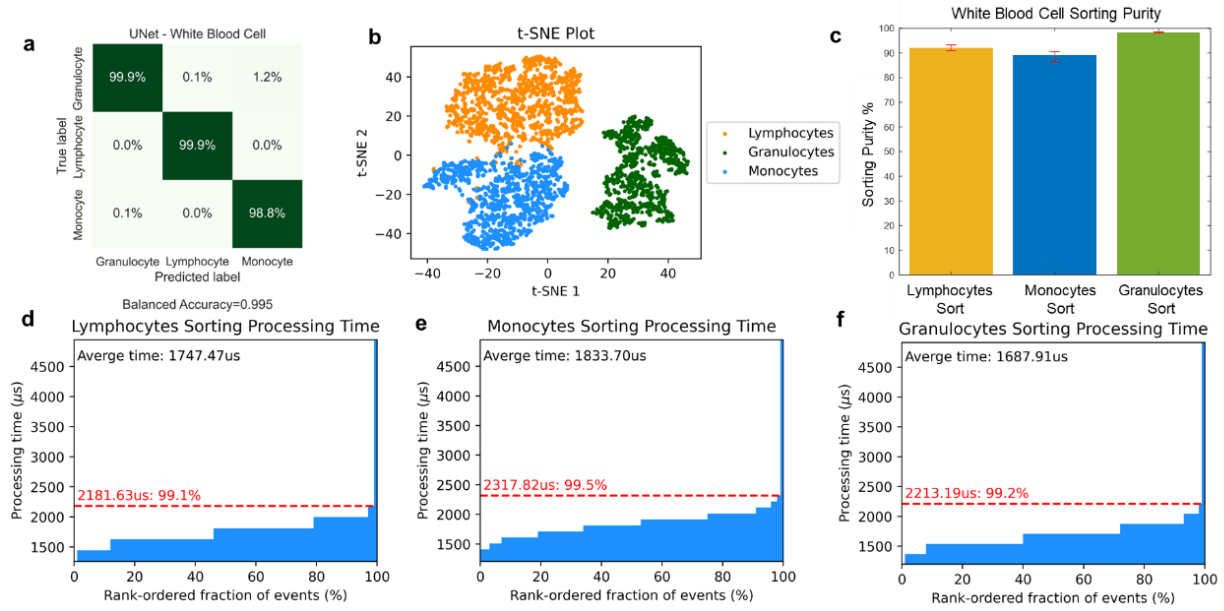 a
UNet - White Blood Cell
True label
Granulocyte
Lymphocyte
Monocyte
99.9% 0.1% 1.2%
0.0% 99.9% 0.0%
0.1% 0.0% 98.8%
Granulocyte Lymphocyte Monocyte
Predicted label
Balanced Accuracy=0.995
b
t-SNE Plot
t-SNE 2
60
40
20
0
−20
−40
−40 −20 0 20 40
t-SNE 1
Lymphocytes
Granulocytes
Monocytes
c
White Blood Cell Sorting Purity
Sorting Purity %
100
90
80
70
60
50
40
30
20
10
0
Lymphocytes Sort
Monocytes Sort
Granulocytes Sort
d
Lymphocytes Sorting Processing Time
Averge time: 1747.47us
2181.63us: 99.1%
Processing time (μs)
4500
4000
3500
3000
2500
2000
1500
0 20 40 60 80 100
Rank-ordered fraction of events (%)
e
Monocytes Sorting Processing Time
Averge time: 1833.70us
2317.82us: 99.5%
Processing time (μs)
4500
4000
3500
3000
2500
2000
1500
0 20 40 60 80 100
Rank-ordered fraction of events (%)
f
Granulocytes Sorting Processing Time
Averge time: 1687.91us
2213.19us: 99.2%
Processing time (μs)
4500
4000
3500
3000
2500
2000
1500
0 20 40 60 80 100
Rank-ordered fraction of events (%)